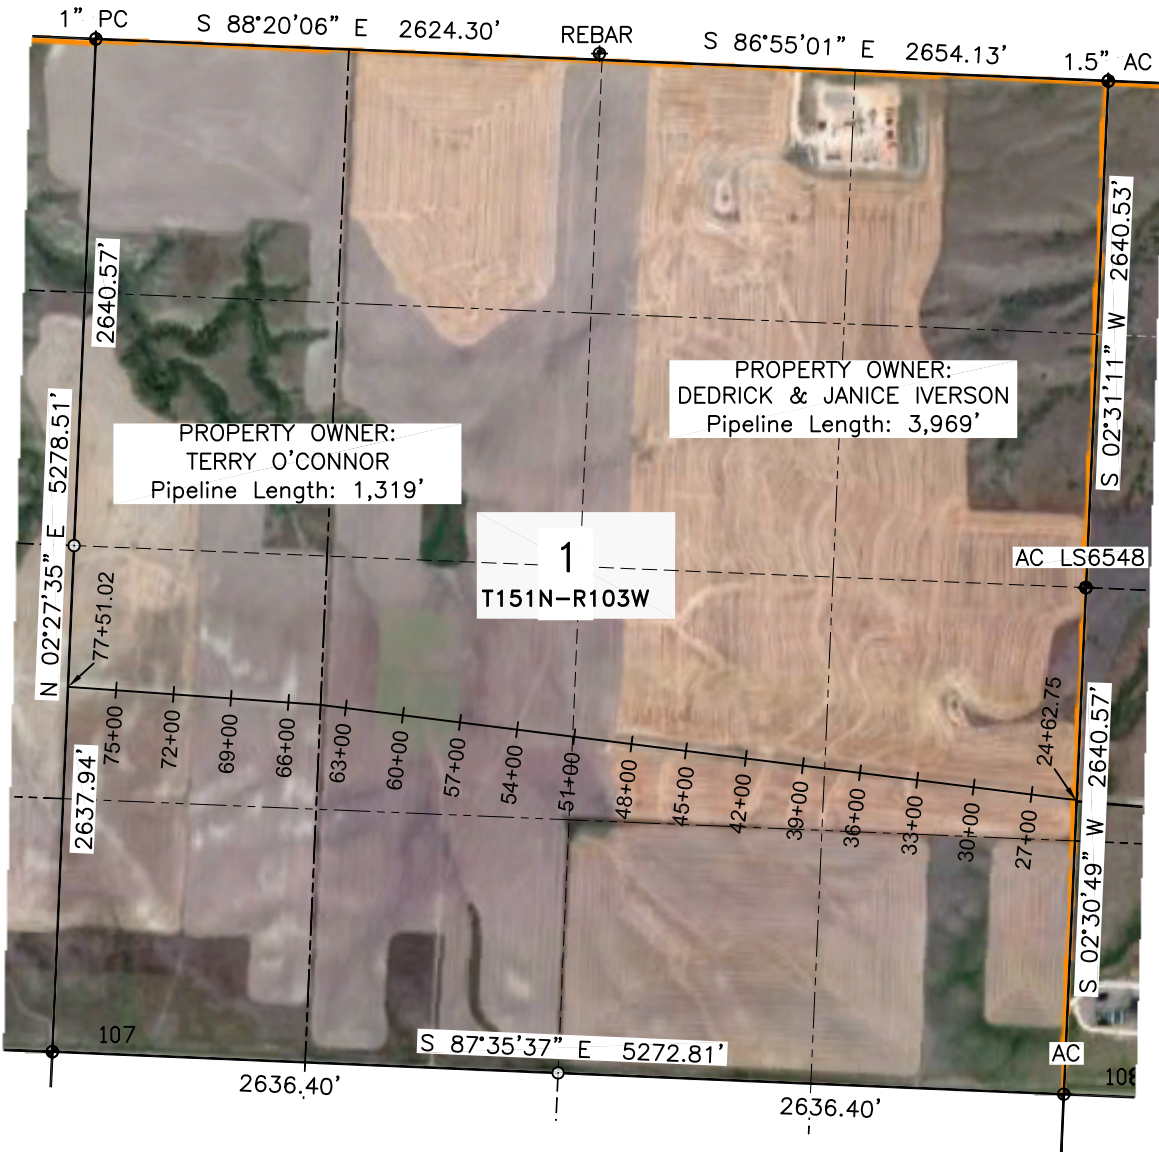 1" PC
S 88°20'06" E 2624.30'
REBAR
S 86°55'01" E 2654.13'
1.5" AC
2640.57'
S 02°31'11" W 2640.53'
PROPERTY OWNER:
DEDRICK & JANICE IVERSON
Pipeline Length: 3,969'
PROPERTY OWNER:
TERRY O'CONNOR
Pipeline Length: 1,319'
N 02°27'35" E 5278.51'
1
T151N-R103W
AC LS6548
77+51.02
24+62.75
75+00
72+00
69+00
66+00
63+00
60+00
57+00
54+00
51+00
48+00
45+00
42+00
39+00
36+00
33+00
30+00
27+00
2637.94'
S 02°30'49" W 2640.57'
107
S 87°35'37" E 5272.81'
AC
108
2636.40'
2636.40'